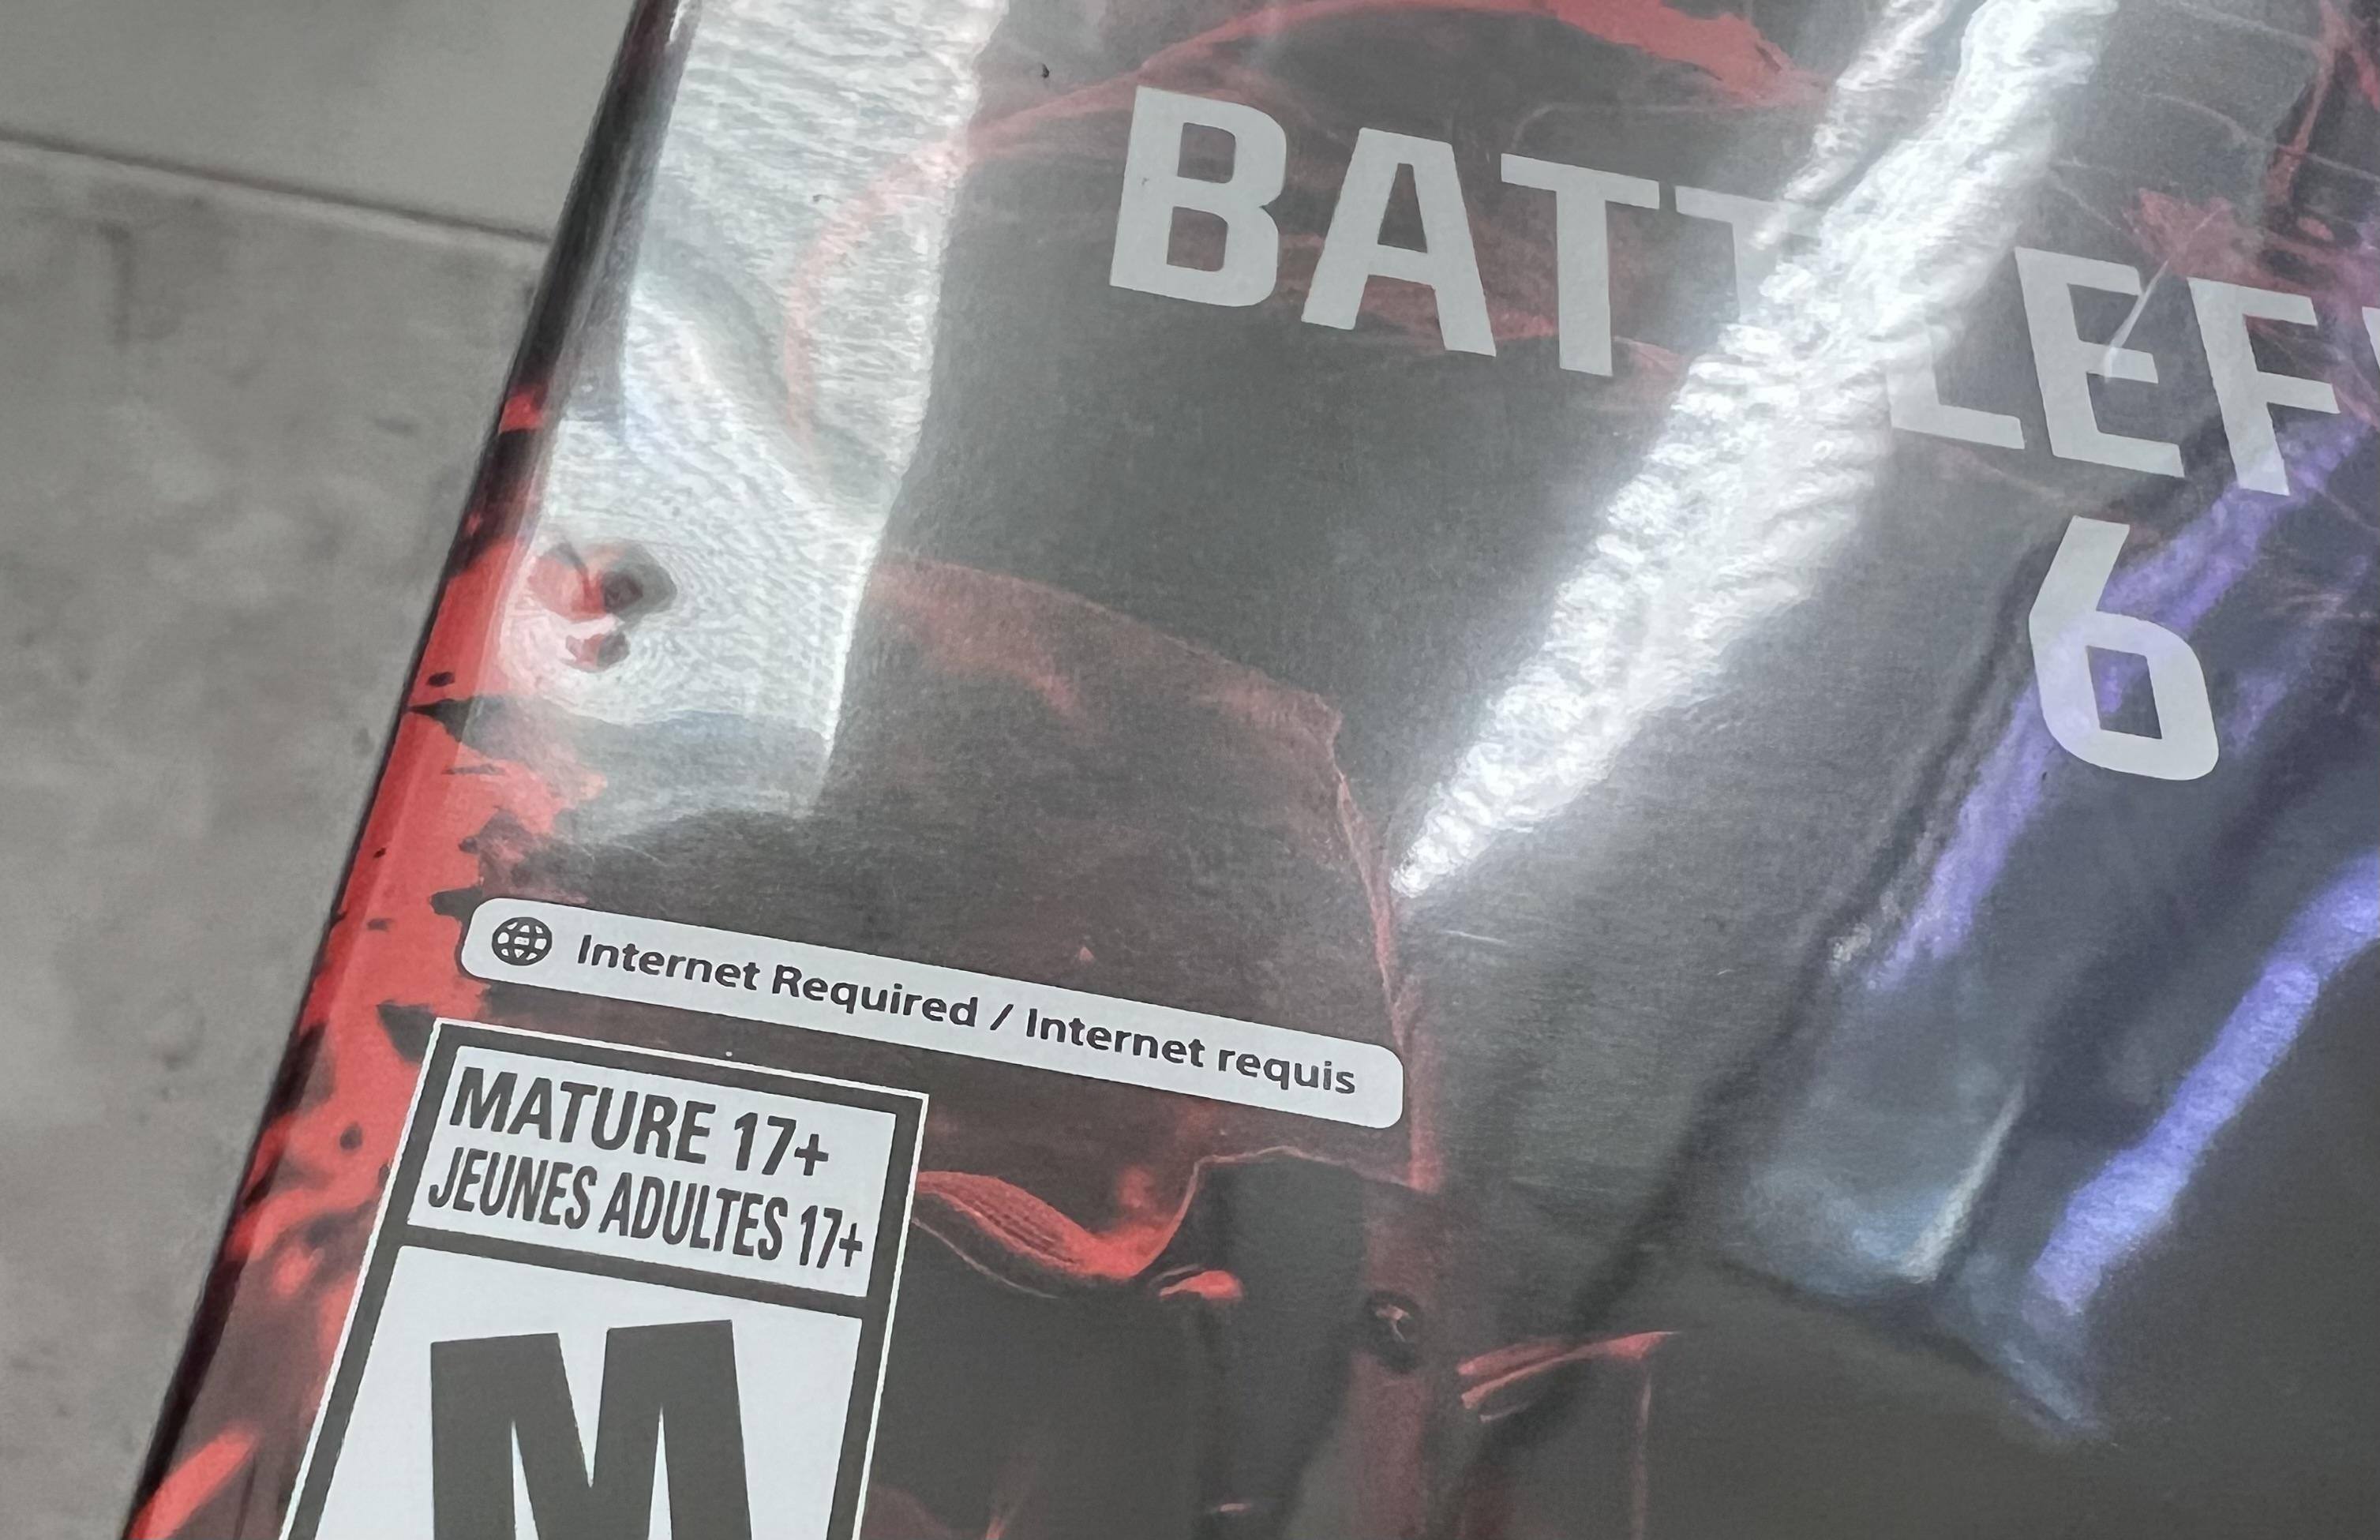 BATTLEF
6
Internet Required / Internet requis
MATURE 17+
JEUNES ADULTES 17+
M